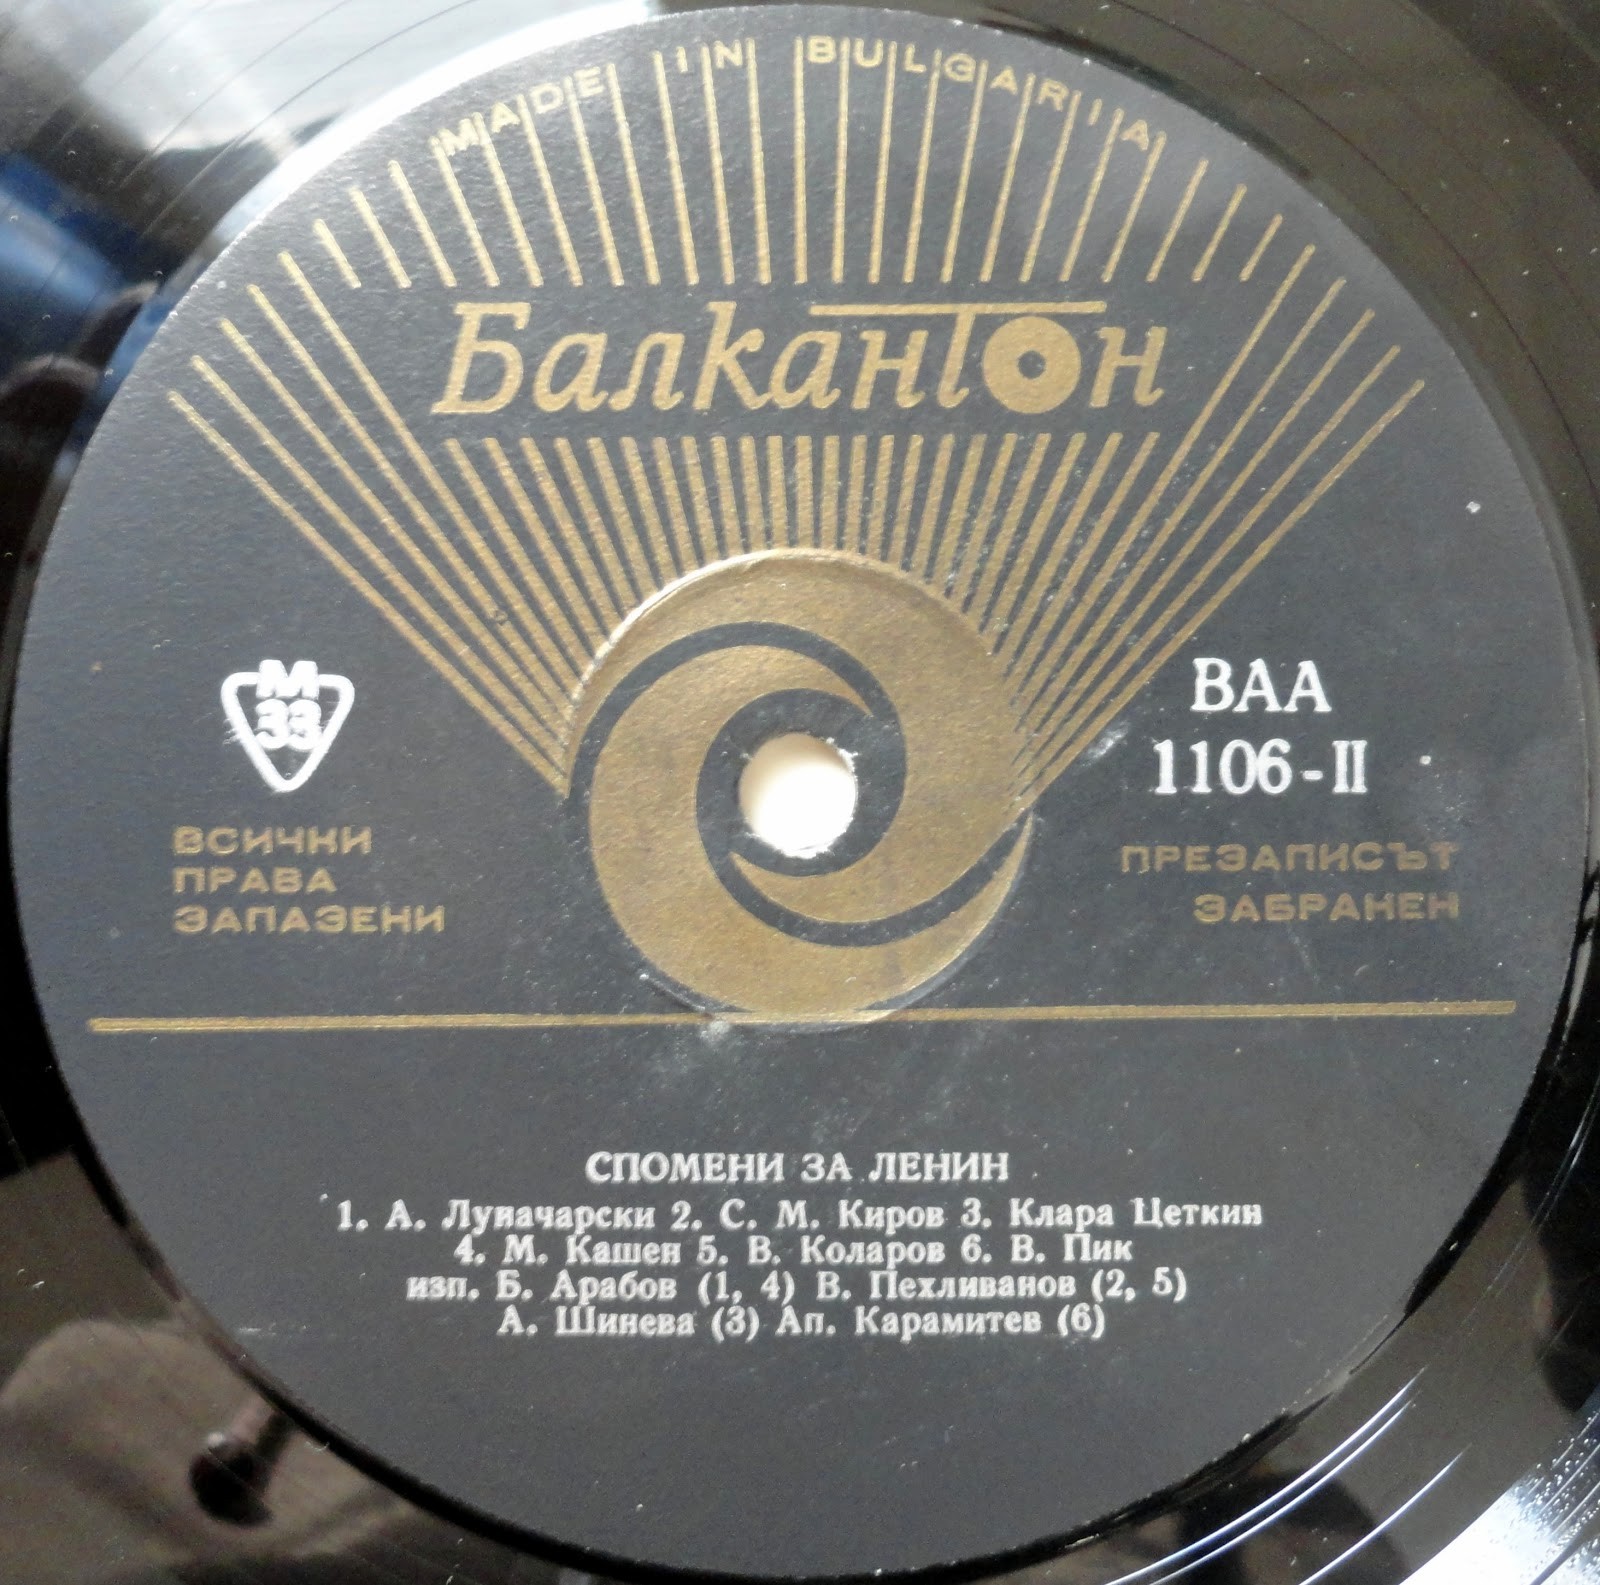 MADE IN BULGARIA
Балкантон
М
33
ВАА
1106-II
ВСИЧКИ
ПРАВА
ЗАПАЗЕНИ
ПРЕЗАПИСЪТ
ЗАБРАНЕН
СПОМЕНИ ЗА ЛЕНИН
1. А. Луначарски 2. С. М. Киров 3. Клара Цеткин
4. М. Кашен 5. В. Коларов 6. В. Пик
изп. Б. Арабов (1, 4) В. Пехливанов (2, 5)
А. Шинева (3) Ап. Карамитев (6)